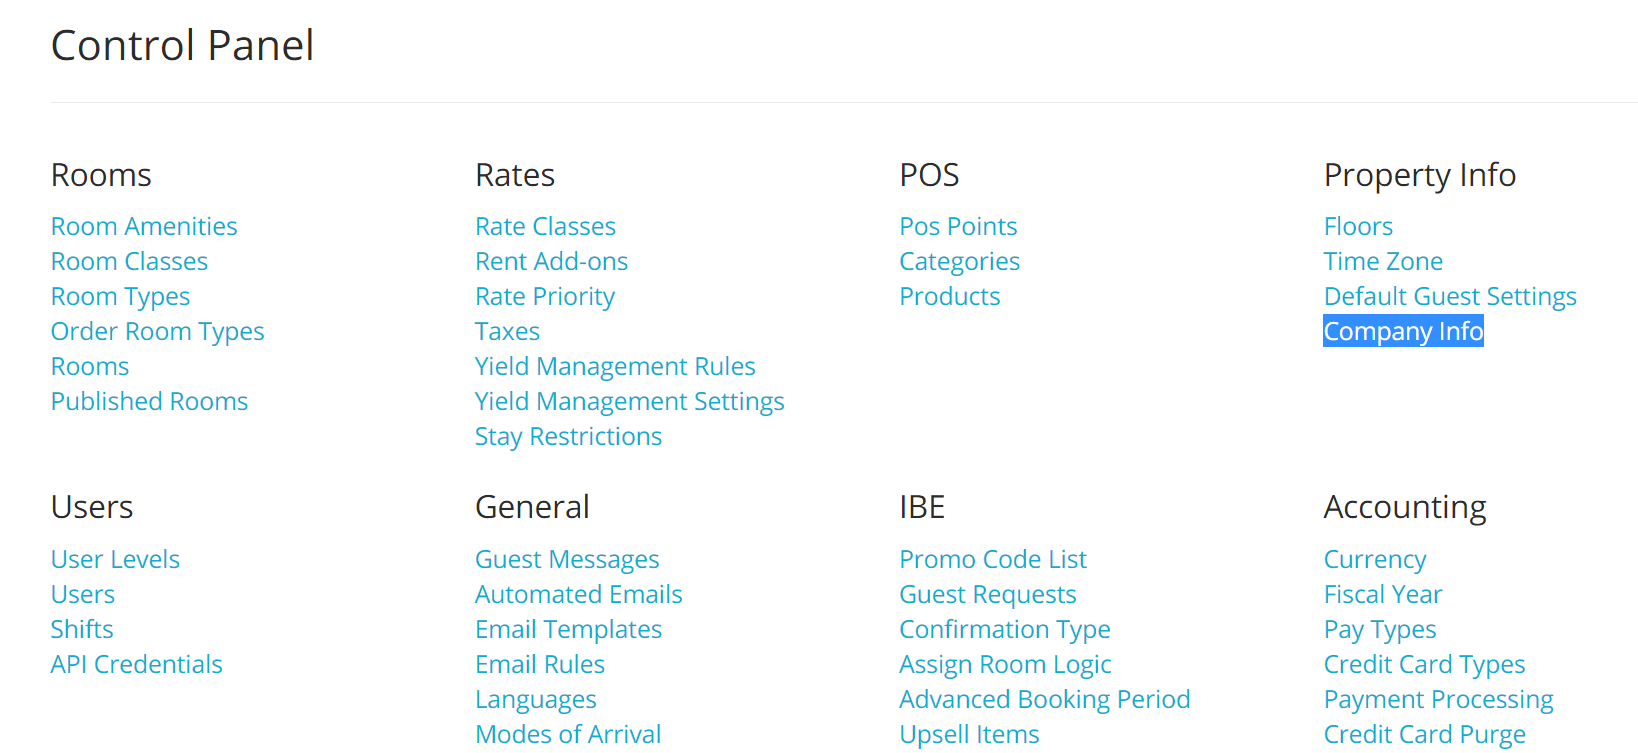 Control Panel
Rooms
Room Amenities
Room Classes
Room Types
Order Room Types
Rooms
Published Rooms
Rates
Rate Classes
Rent Add-ons
Rate Priority
Taxes
Yield Management Rules
Yield Management Settings
Stay Restrictions
POS
Pos Points
Categories
Products
Property Info
Floors
Time Zone
Default Guest Settings
Company Info
Users
User Levels
Users
Shifts
API Credentials
General
Guest Messages
Automated Emails
Email Templates
Email Rules
Languages
Modes of Arrival
IBE
Promo Code List
Guest Requests
Confirmation Type
Assign Room Logic
Advanced Booking Period
Upsell Items
Accounting
Currency
Fiscal Year
Pay Types
Credit Card Types
Payment Processing
Credit Card Purge